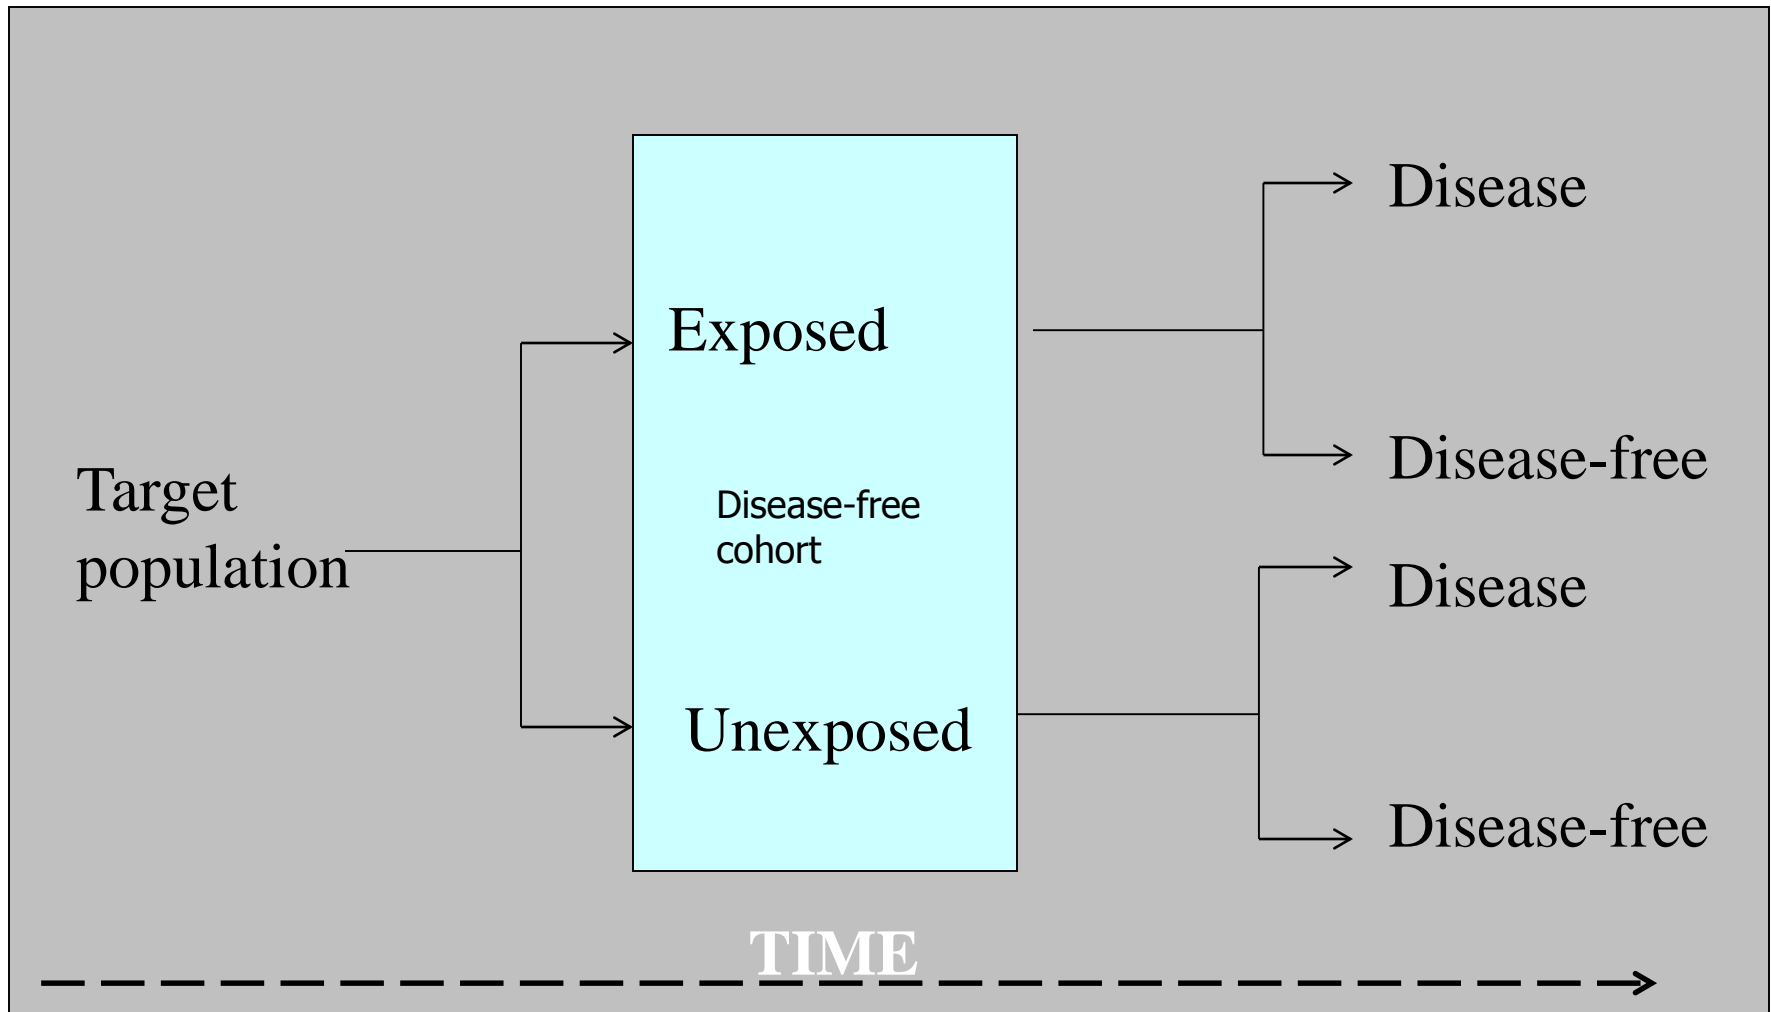 Disease
Exposed
Disease-free
Target
population
Disease-free
cohort
Disease
Unexposed
Disease-free
TIME